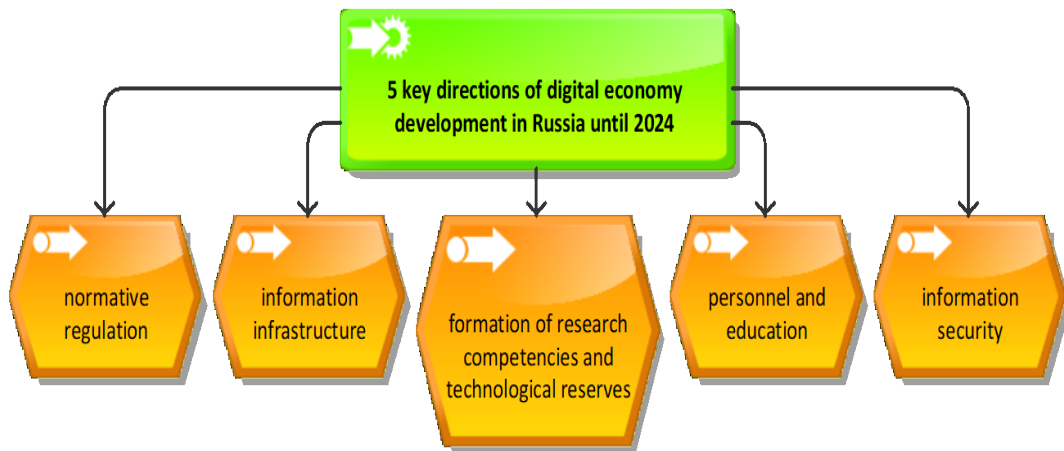 5 key directions of digital economy
development in Russia until 2024
normative
regulation
information
infrastructure
formation of research
competencies and
technological reserves
personnel and
education
information
security